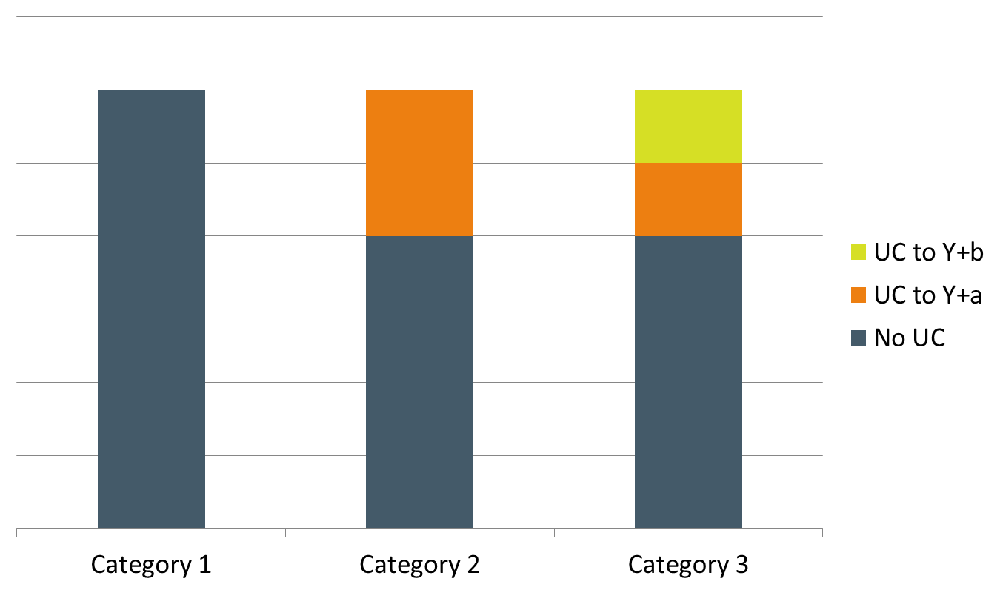 UC to Y+b
UC to Y+a
No UC
Category 1
Category 2
Category 3